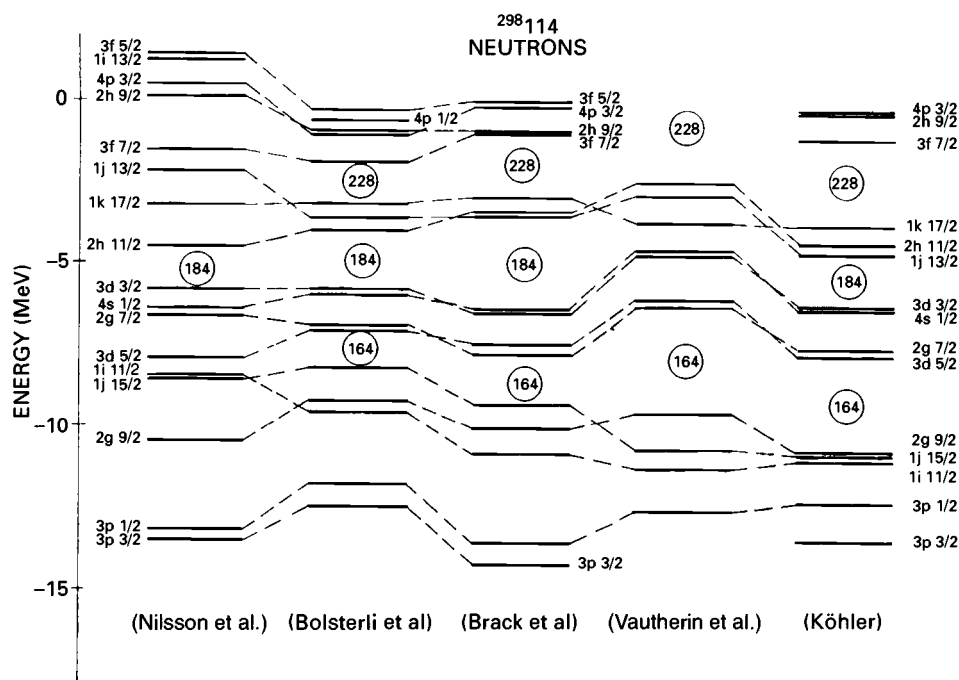 ²⁹⁸114
NEUTRONS
ENERGY (MeV)
0
−5
−10
−15
3f 5/2
1i 13/2
4p 3/2
2h 9/2
3f 7/2
1j 13/2
1k 17/2
2h 11/2
184
3d 3/2
4s 1/2
2g 7/2
3d 5/2
1i 11/2
1j 15/2
2g 9/2
3p 1/2
3p 3/2
4p 1/2
228
184
164
3f 5/2
4p 3/2
2h 9/2
3f 7/2
228
184
164
3p 3/2
228
164
4p 3/2
2h 9/2
3f 7/2
228
1k 17/2
2h 11/2
1j 13/2
184
3d 3/2
4s 1/2
2g 7/2
3d 5/2
164
2g 9/2
1j 15/2
1i 11/2
3p 1/2
3p 3/2
(Nilsson et al.) (Bolsterli et al) (Brack et al) (Vautherin et al.) (Köhler)